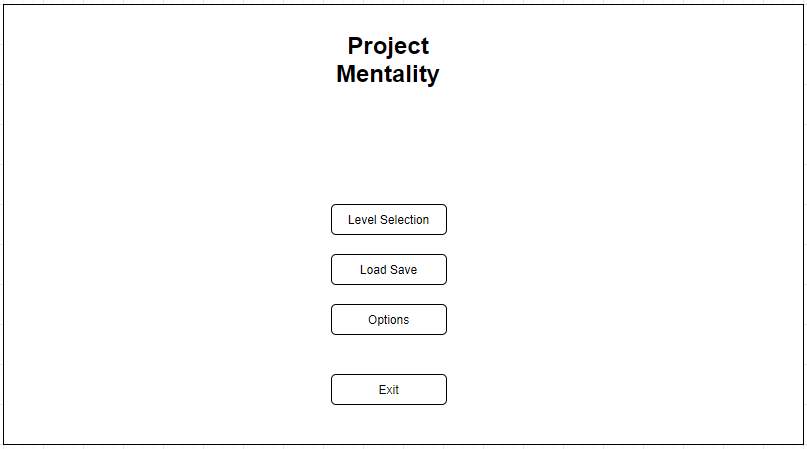 Project
Mentality
Level Selection
Load Save
Options
Exit